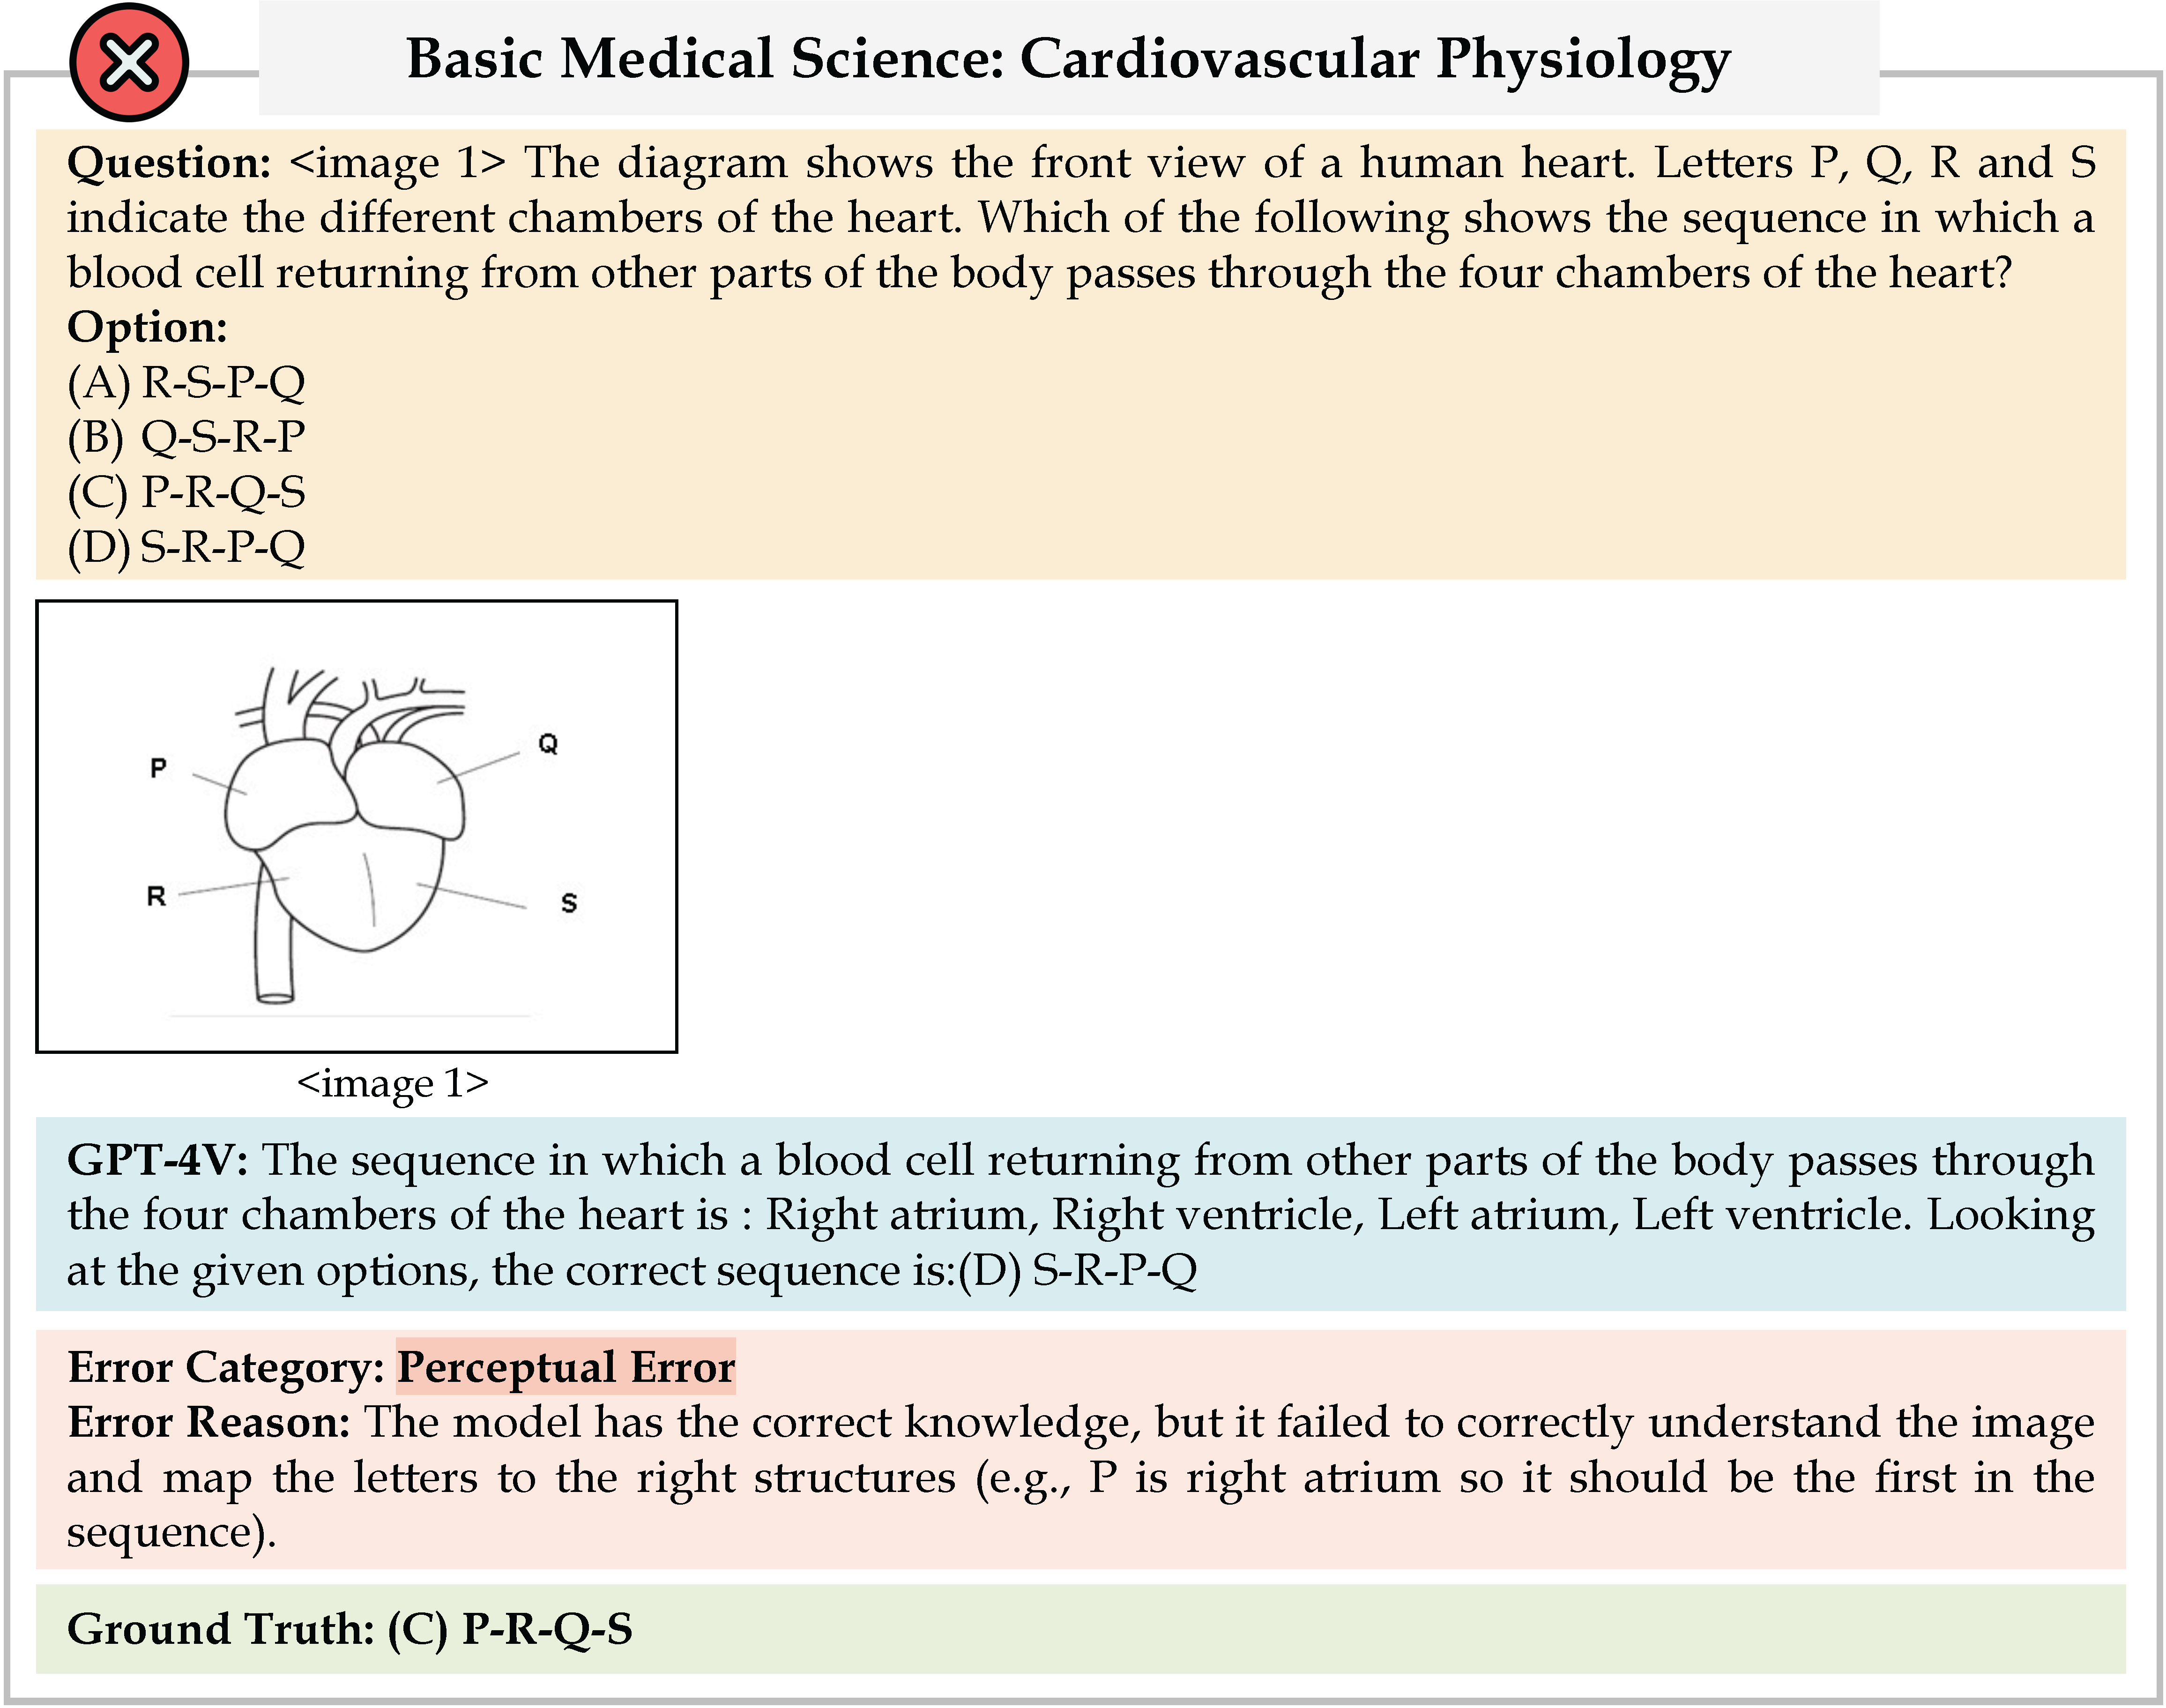 Basic Medical Science: Cardiovascular Physiology
Question: <image 1> The diagram shows the front view of a human heart. Letters P, Q, R and S
indicate the different chambers of the heart. Which of the following shows the sequence in which a
blood cell returning from other parts of the body passes through the four chambers of the heart?
Option:
(A) R-S-P-Q
(B) Q-S-R-P
(C) P-R-Q-S
(D) S-R-P-Q
Q
P
R
S
<image 1>
GPT-4V: The sequence in which a blood cell returning from other parts of the body passes through
the four chambers of the heart is : Right atrium, Right ventricle, Left atrium, Left ventricle. Looking
at the given options, the correct sequence is:(D) S-R-P-Q
Error Category: Perceptual Error
Error Reason: The model has the correct knowledge, but it failed to correctly understand the image
and map the letters to the right structures (e.g., P is right atrium so it should be the first in the
sequence).
Ground Truth: (C) P-R-Q-S